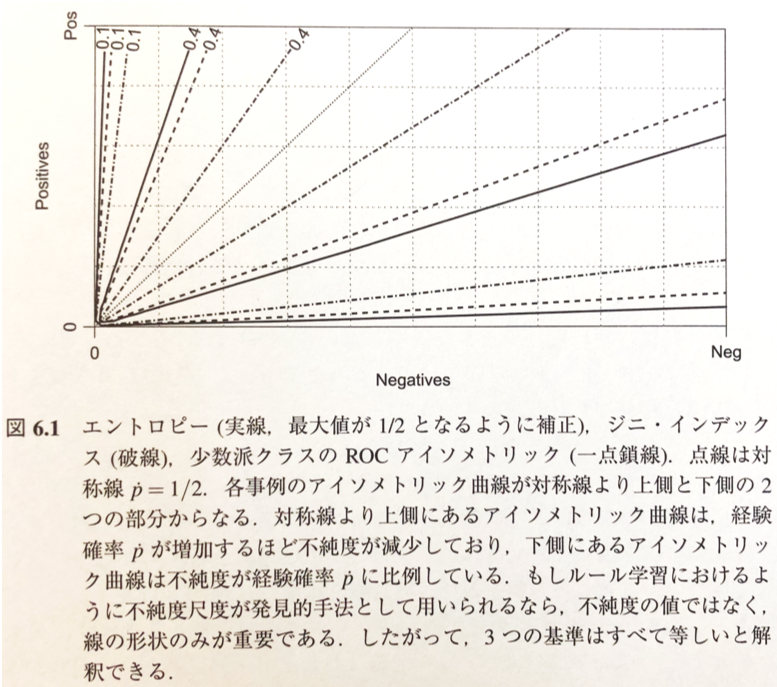 Pos
0.1
0.1
0.1
0.4
0.4
0.4
Positives
0
0
Neg
Negatives
図 6.1 エントロピー (実線, 最大値が 1/2 となるように補正), ジニ・インデック
ス (破線), 少数派クラスの ROC アイソメトリック (一点鎖線). 点線は対
称線 ṗ = 1/2. 各事例のアイソメトリック曲線が対称線より上側と下側の 2
つの部分からなる. 対称線より上側にあるアイソメトリック曲線は, 経験
確率 ṗ が増加するほど不純度が減少しており, 下側にあるアイソメトリッ
ク曲線は不純度が経験確率 ṗ に比例している. もしルール学習におけるよ
うに不純度尺度が発見的手法として用いられるなら, 不純度の値ではなく,
線の形状のみが重要である. したがって, 3 つの基準はすべて等しいと解
釈できる.